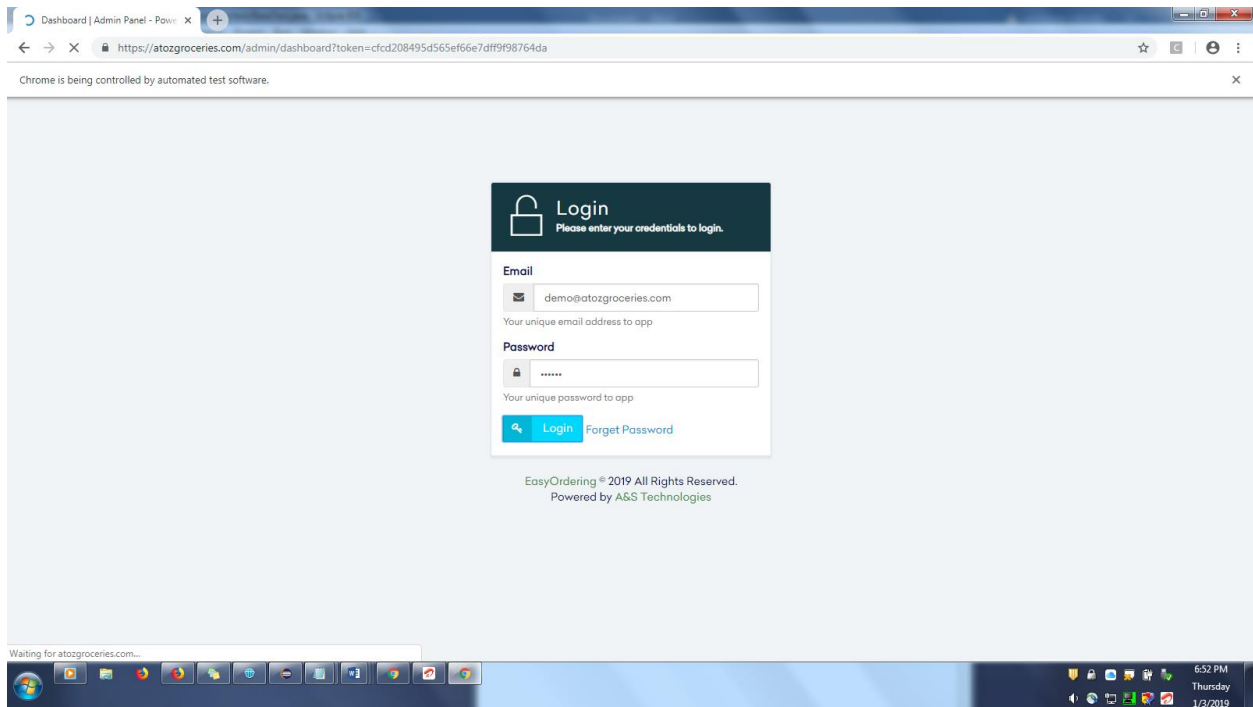 Dashboard | Admin Panel - Powe
https://atozgroceries.com/admin/dashboard?token=cfcd208495d565ef66e7dff9f98764da
Chrome is being controlled by automated test software.
Login
Please enter your credentials to login.
Email
demo@atozgroceries.com
Your unique email address to app
Password
••••••
Your unique password to app
Login Forget Password
EasyOrdering © 2019 All Rights Reserved.
Powered by A&S Technologies
Waiting for atozgroceries.com...
6:52 PM
Thursday
1/3/2019